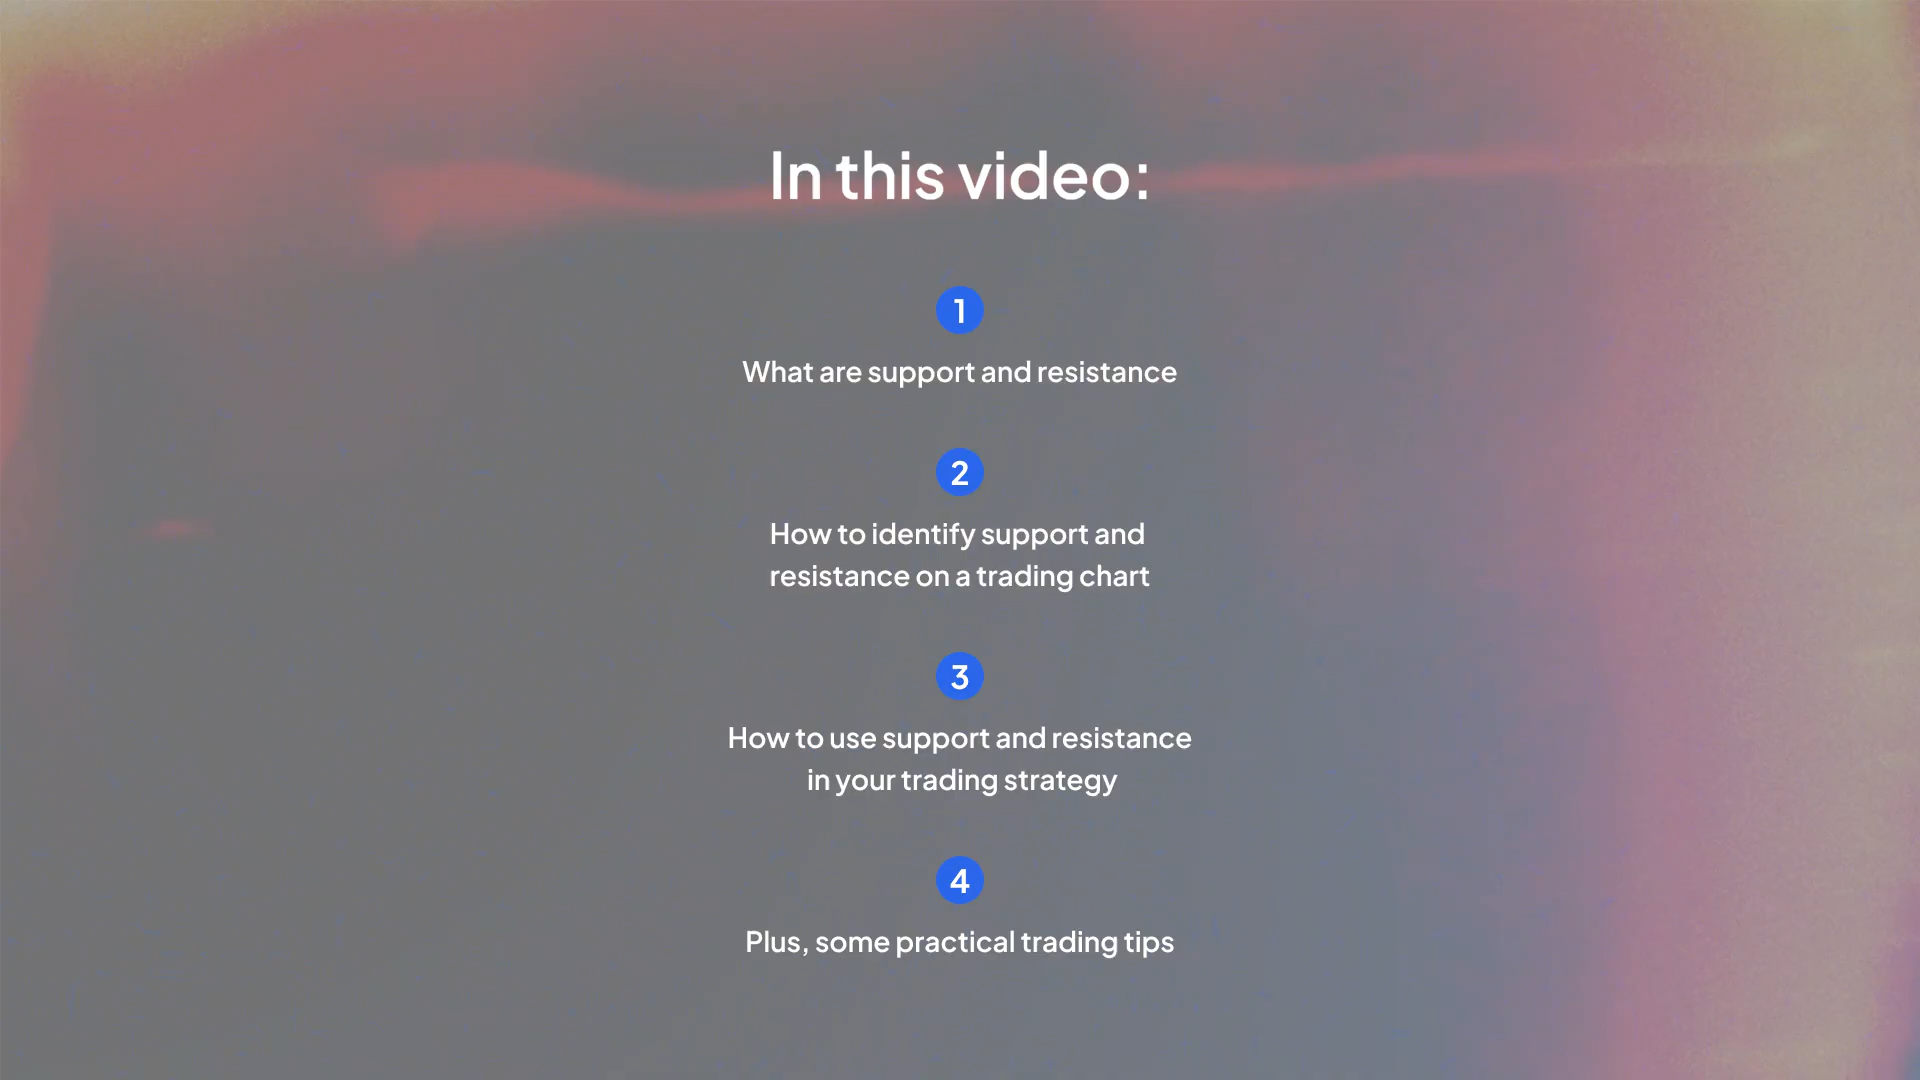 In this video:
1
What are support and resistance
2
How to identify support and
resistance on a trading chart
3
How to use support and resistance
in your trading strategy
4
Plus, some practical trading tips